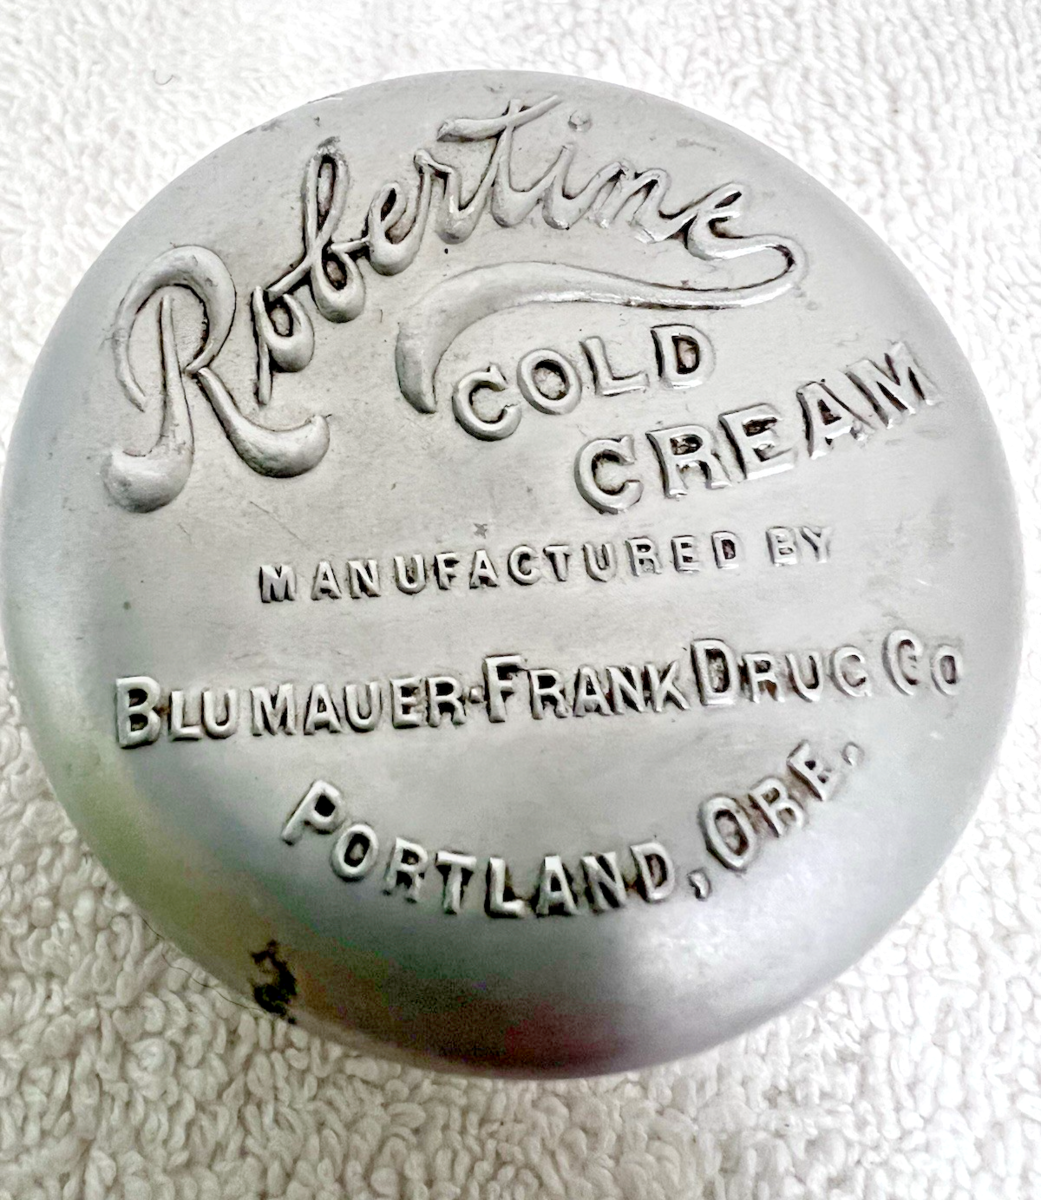 Robertine
COLD
CREAM
MANUFACTURED BY
BLUMAUER-FRANK DRUG CO
PORTLAND, ORE.